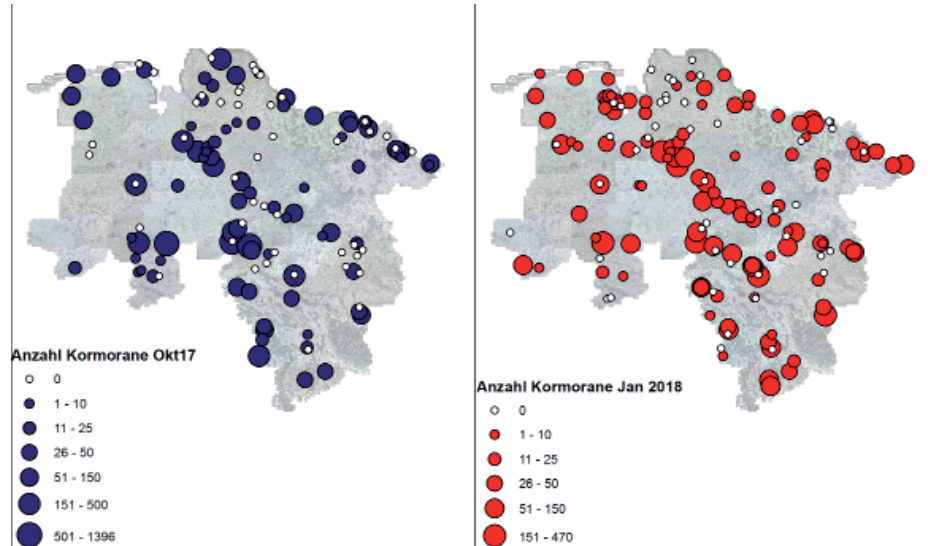 Anzahl Kormorane Okt17
0
1 - 10
11 - 25
26 - 50
51 - 150
151 - 500
501 - 1396
Anzahl Kormorane Jan 2018
0
1 - 10
11 - 25
26 - 50
51 - 150
151 - 470